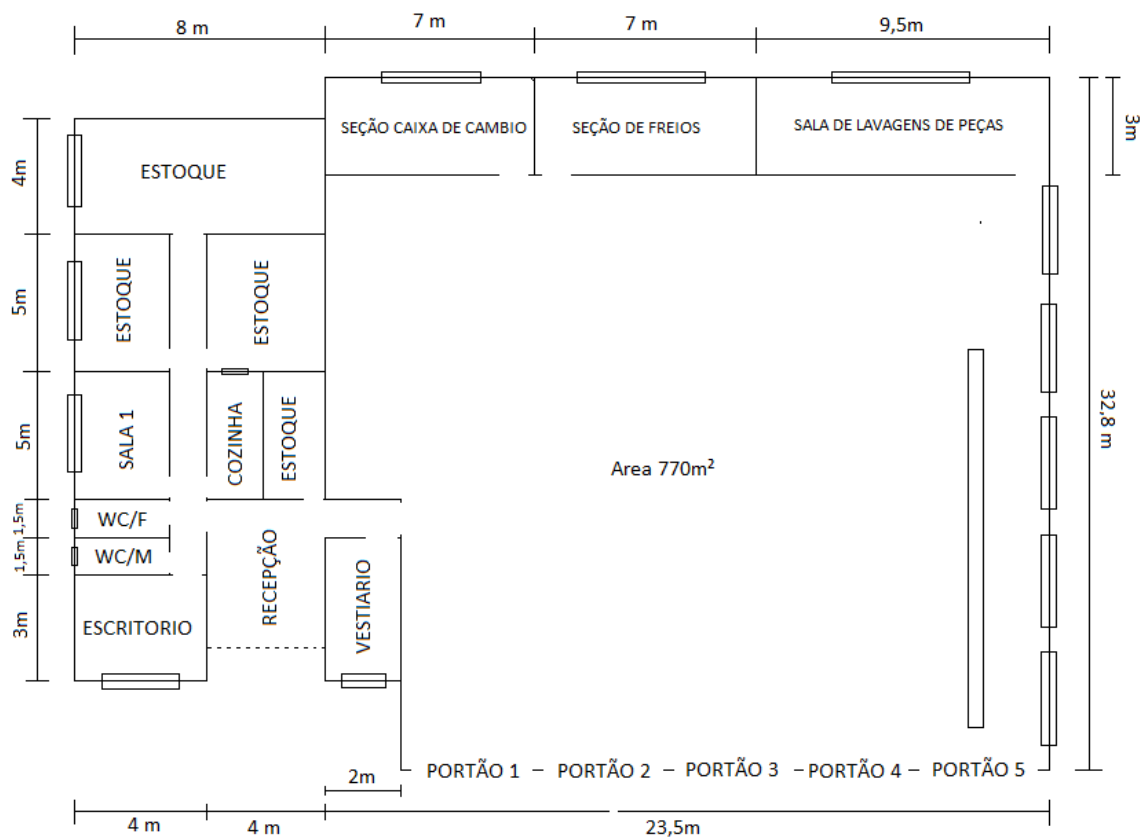 8 m
7 m
7 m
9,5m
SEÇÃO CAIXA DE CAMBIO
SEÇÃO DE FREIOS
SALA DE LAVAGENS DE PEÇAS
3m
4m
ESTOQUE
5m
ESTOQUE
ESTOQUE
5m
SALA 1
COZINHA
ESTOQUE
Area 770m²
32,8 m
1,5m
WC/F
1,5m
WC/M
RECEPÇÃO
VESTIARIO
3m
ESCRITORIO
PORTÃO 1
PORTÃO 2
PORTÃO 3
PORTÃO 4
PORTÃO 5
2m
4 m
4 m
23,5m